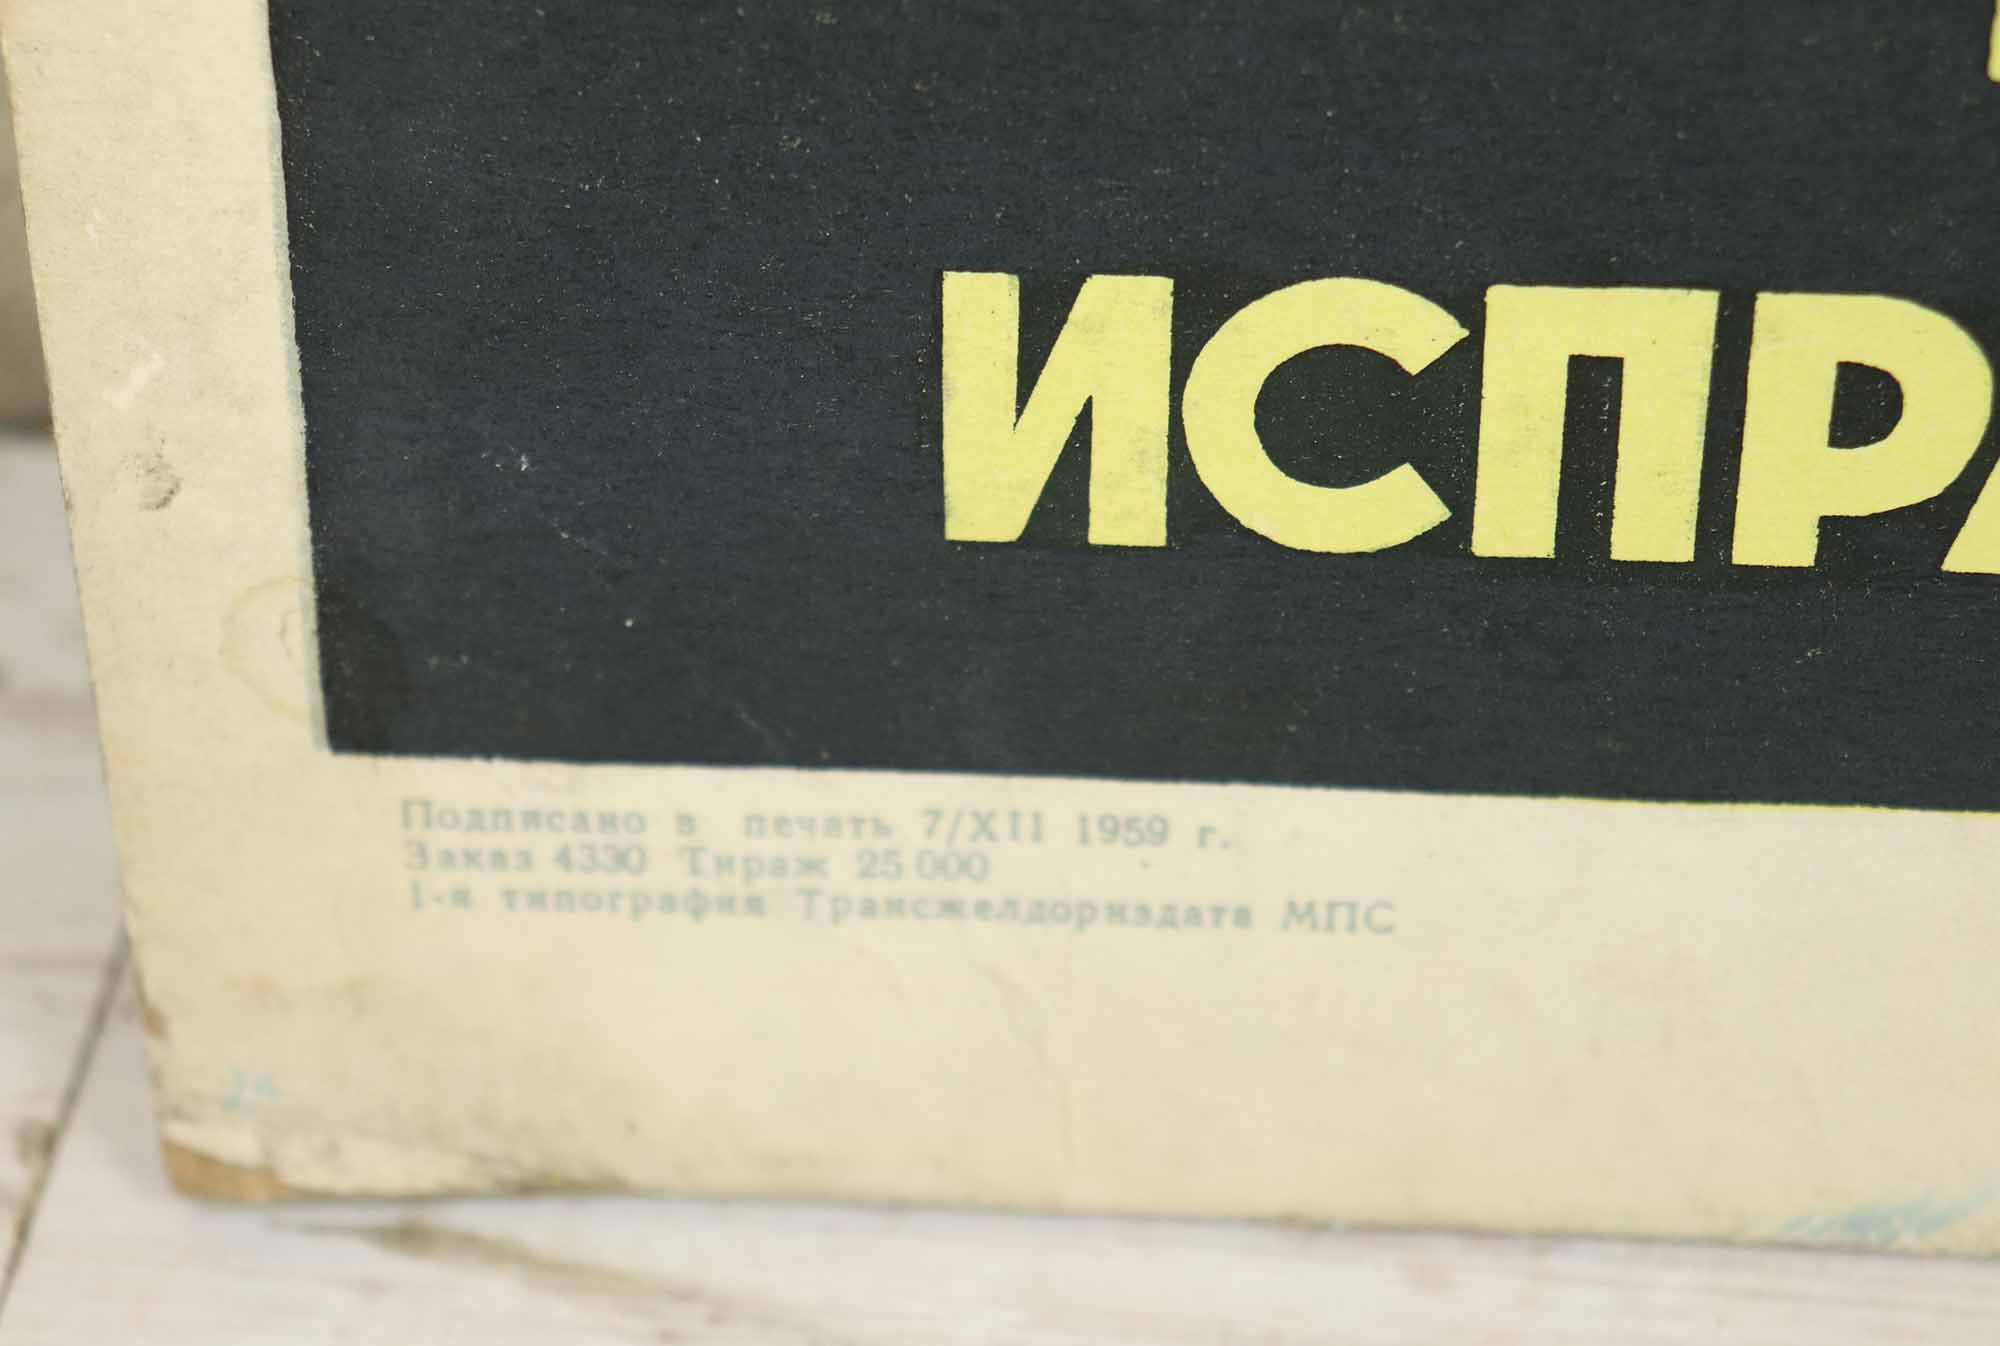 ИСПРА
Подписано в печать 7/XII 1959 г.
Заказ 4330 Тираж 25 000
1-я типография Трансжелдориздата МПС